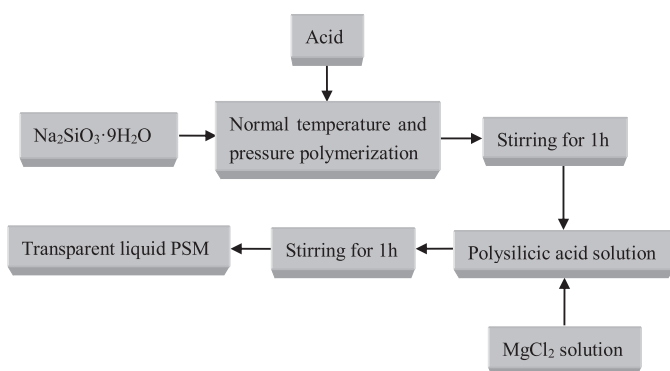 Acid
Na₂SiO₃·9H₂O
Normal temperature and
pressure polymerization
Stirring for 1h
Transparent liquid PSM
Stirring for 1h
Polysilicic acid solution
MgCl₂ solution